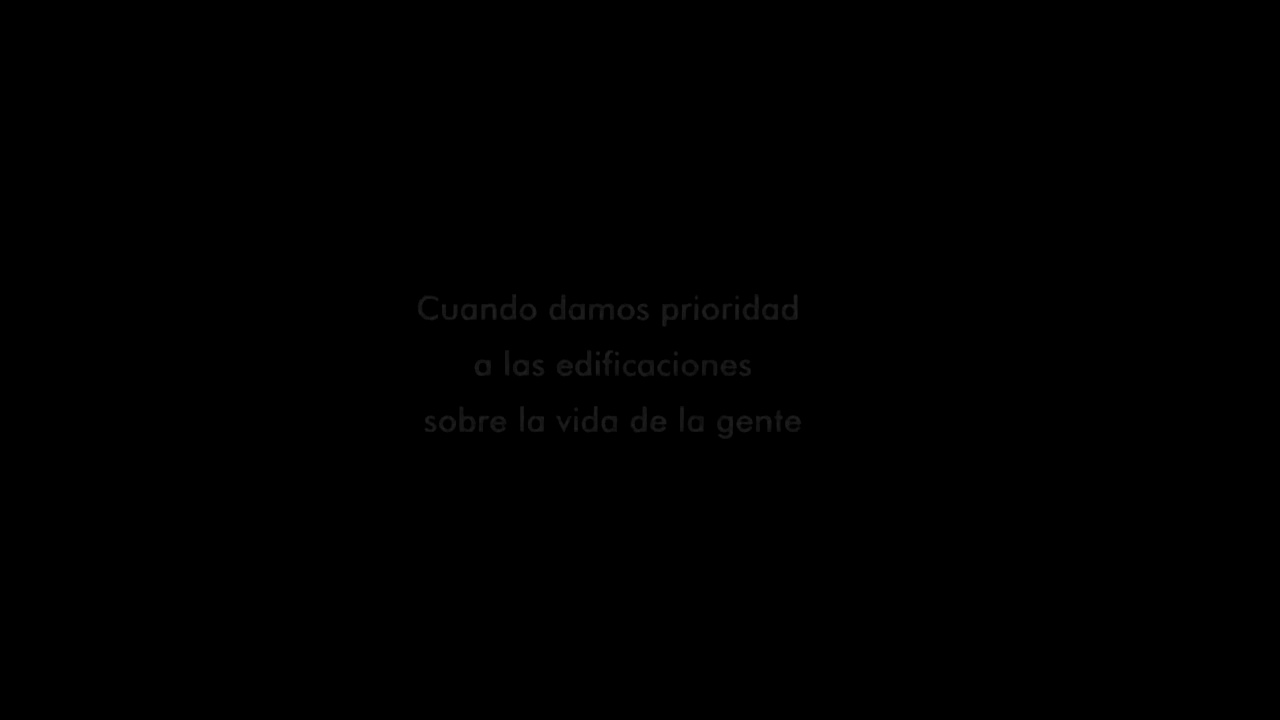 Cuando damos prioridad
a las edificaciones
sobre la vida de la gente